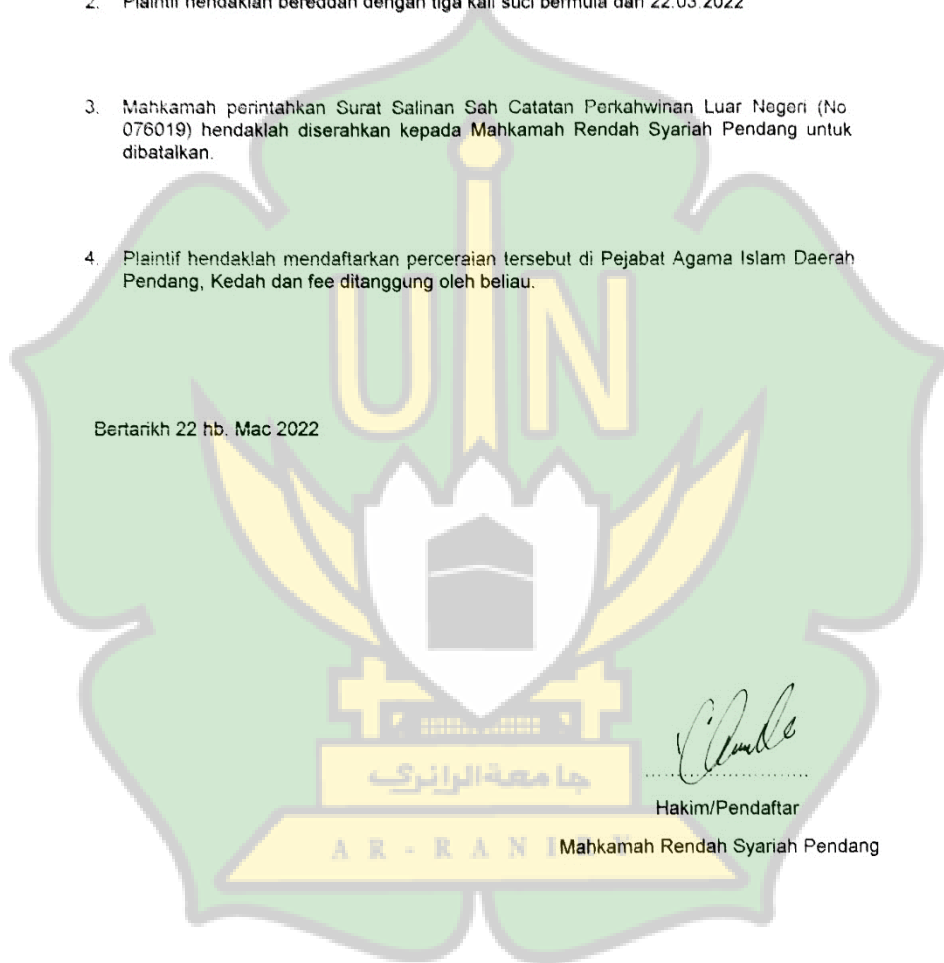 2. Plaintif hendaklah bereddah dengan tiga kali suci bermula dari 22.03.2022
3. Mahkamah perintahkan Surat Salinan Sah Catatan Perkahwinan Luar Negeri (No
076019) hendaklah diserahkan kepada Mahkamah Rendah Syariah Pendang untuk
dibatalkan.
4. Plaintif hendaklah mendaftarkan perceraian tersebut di Pejabat Agama Islam Daerah
Pendang, Kedah dan fee ditanggung oleh beliau.
UIN
Bertarikh 22 hb. Mac 2022
جامعة الرانري
Hakim/Pendaftar
AR-RANIRY
Mahkamah Rendah Syariah Pendang